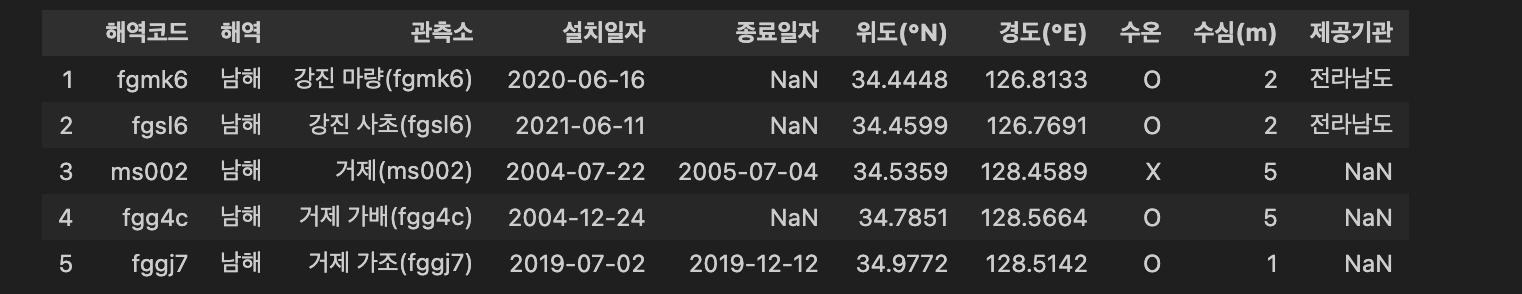 해역코드 해역 관측소 설치일자 종료일자 위도(°N) 경도(°E) 수온 수심(m) 제공기관
1 fgmk6 남해 강진 마량(fgmk6) 2020-06-16 NaN 34.4448 126.8133 O 2 전라남도
2 fgsl6 남해 강진 사초(fgsl6) 2021-06-11 NaN 34.4599 126.7691 O 2 전라남도
3 ms002 남해 거제(ms002) 2004-07-22 2005-07-04 34.5359 128.4589 X 5 NaN
4 fgg4c 남해 거제 가배(fgg4c) 2004-12-24 NaN 34.7851 128.5664 O 5 NaN
5 fggj7 남해 거제 가조(fggj7) 2019-07-02 2019-12-12 34.9772 128.5142 O 1 NaN